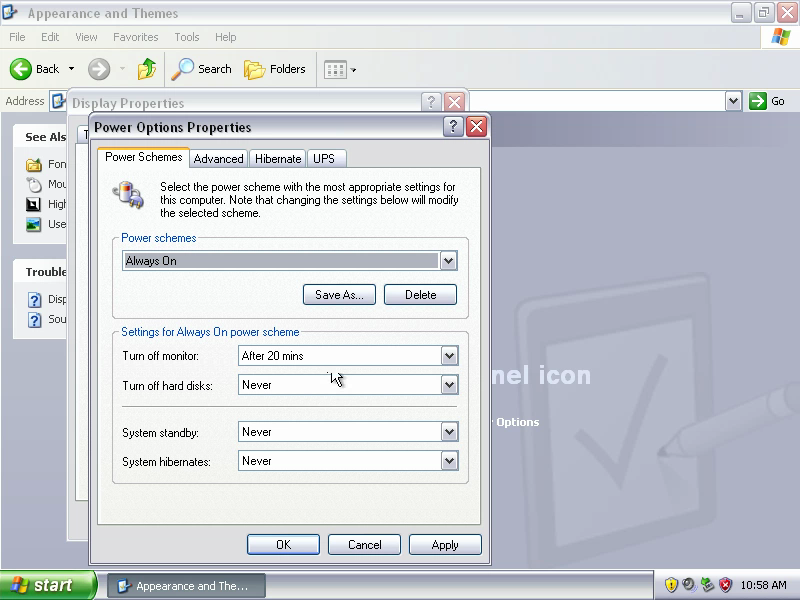 Appearance and Themes
File Edit View Favorites Tools Help
Back Search Folders
Address Go
Display Properties
Power Options Properties
See Als
Fon
Mou
High
Use
Trouble
Disp
Sou
Power Schemes Advanced Hibernate UPS
Select the power scheme with the most appropriate settings for
this computer. Note that changing the settings below will modify
the selected scheme.
Power schemes
Always On
Save As... Delete
Settings for Always On power scheme
Turn off monitor: After 20 mins
Turn off hard disks: Never
System standby: Never
System hibernates: Never
OK Cancel Apply
nel icon
Options
start Appearance and The... 10:58 AM